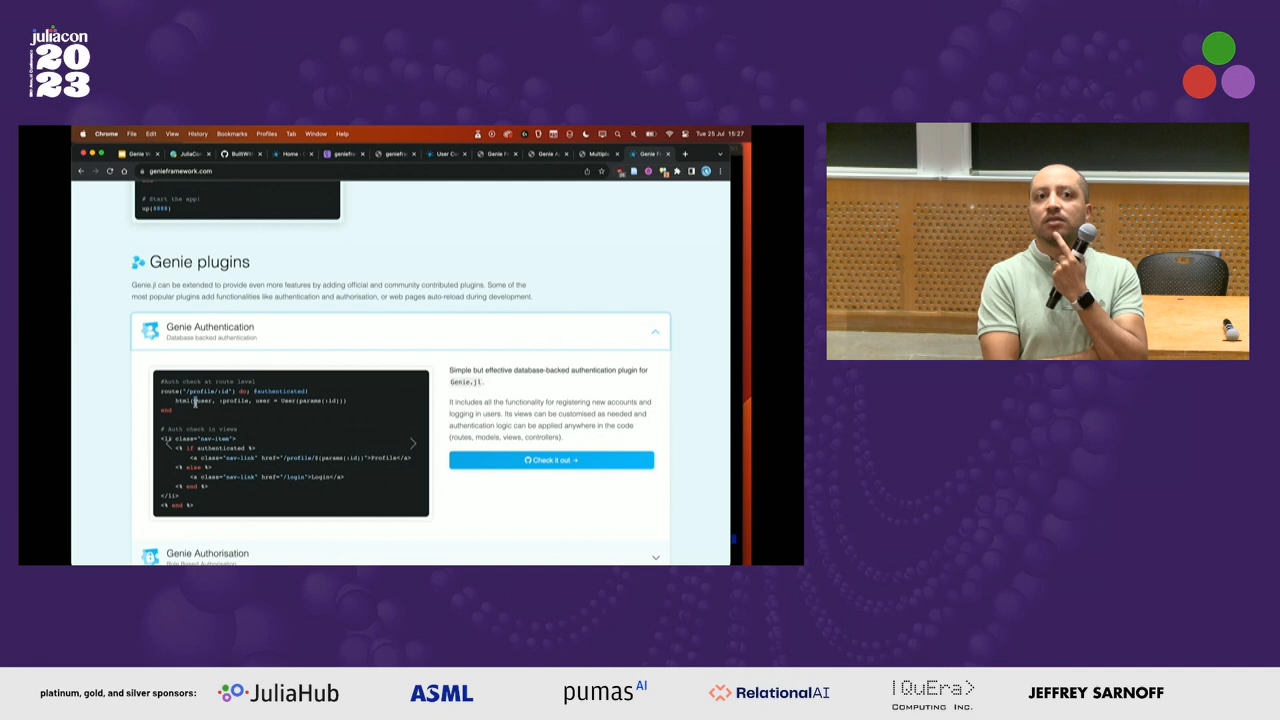 juliacon
20
23
Chrome File Edit View History Bookmarks Profiles Tab Window Help
Tue 25 Jul 15:27
genieframework.com
# Start the app!
up(8888)
Genie plugins
Genie.jl can be extended to provide even more features by adding official and community contributed plugins. Some of the
most popular plugins add functionalities like authentication and authorisation, or web pages auto-reload during development.
Genie Authentication
Database backed authentication
#Auth check at route level
route("/profile/:id") do; @authenticated!
html(:user, :profile, user = User(params(:id)))
end
# Auth check in views
<li class="nav-item">
<% if authenticated %>
<a class="nav-link" href="/profile/$(params(:id))">Profile</a>
<% else %>
<a class="nav-link" href="/login">Login</a>
<% end %>
</li>
<% end %>
Simple but effective database-backed authentication plugin for
Genie.jl.
It includes all the functionality for registering new accounts and
logging in users. Its views can be customised as needed and
authentication logic can be applied anywhere in the code
(routes, models, views, controllers).
Check it out →
Genie Authorisation
Role Based Authorisation
platinum, gold, and silver sponsors:
JuliaHub
ASML
pumas AI
RelationalAI
|QuEra>
COMPUTING INC.
JEFFREY SARNOFF